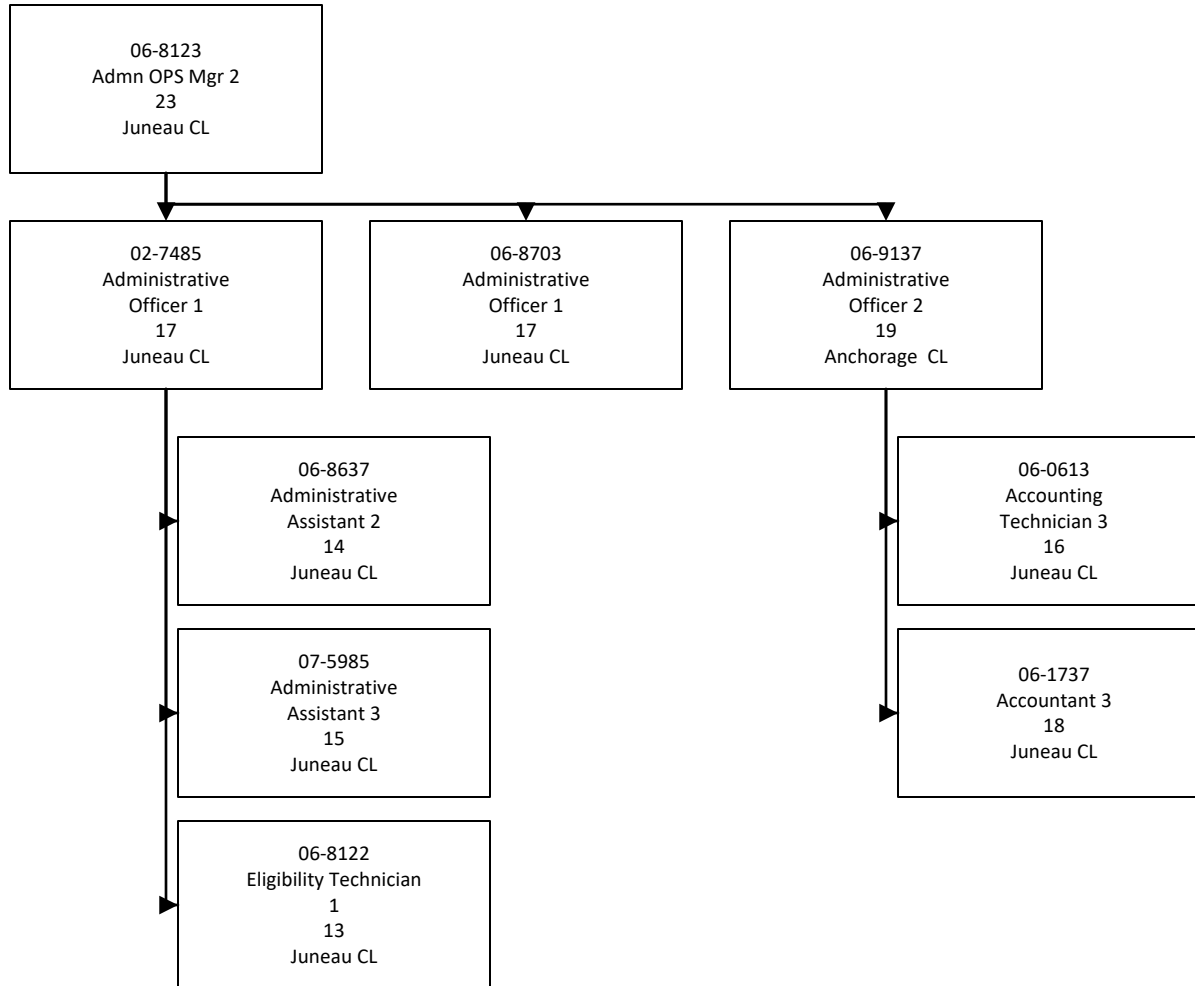 06-8123
Admn OPS Mgr 2
23
Juneau CL
02-7485
Administrative
Officer 1
17
Juneau CL
06-8703
Administrative
Officer 1
17
Juneau CL
06-9137
Administrative
Officer 2
19
Anchorage  CL
06-8637
Administrative
Assistant 2
14
Juneau CL
07-5985
Administrative
Assistant 3
15
Juneau CL
06-8122
Eligibility Technician
1
13
Juneau CL
06-0613
Accounting
Technician 3
16
Juneau CL
06-1737
Accountant 3
18
Juneau CL